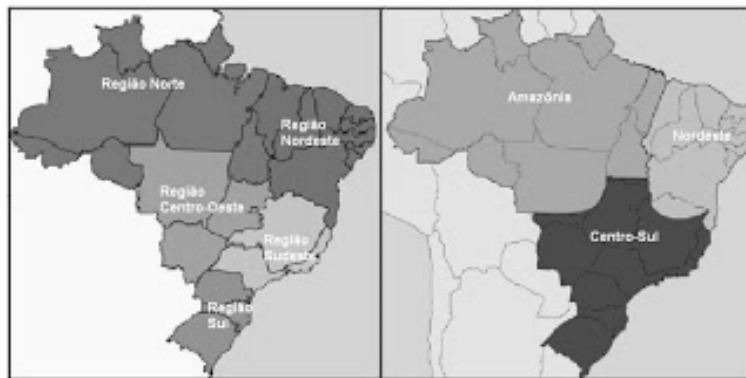 Região Norte
Região
Nordeste
Região
Centro-Oeste
Região
Sudeste
Região
Sul
Amazônia
Nordeste
Centro-Sul